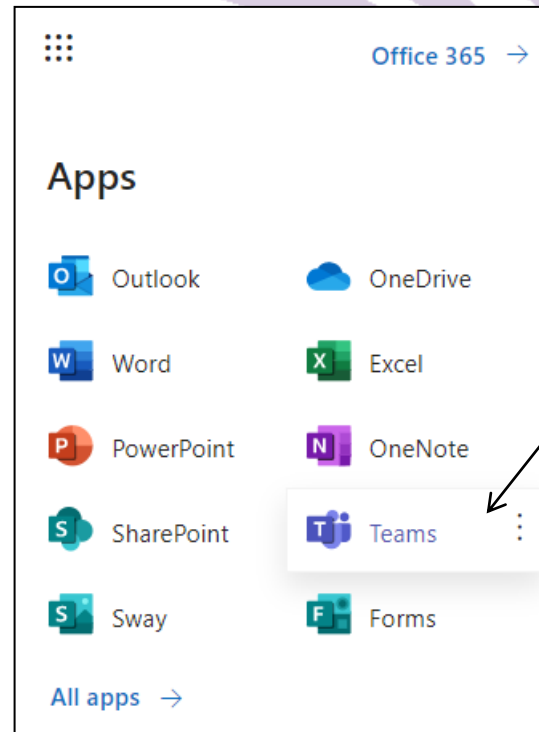 Office 365 →
Apps
Outlook OneDrive
Word Excel
PowerPoint OneNote
SharePoint Teams
Sway Forms
All apps →